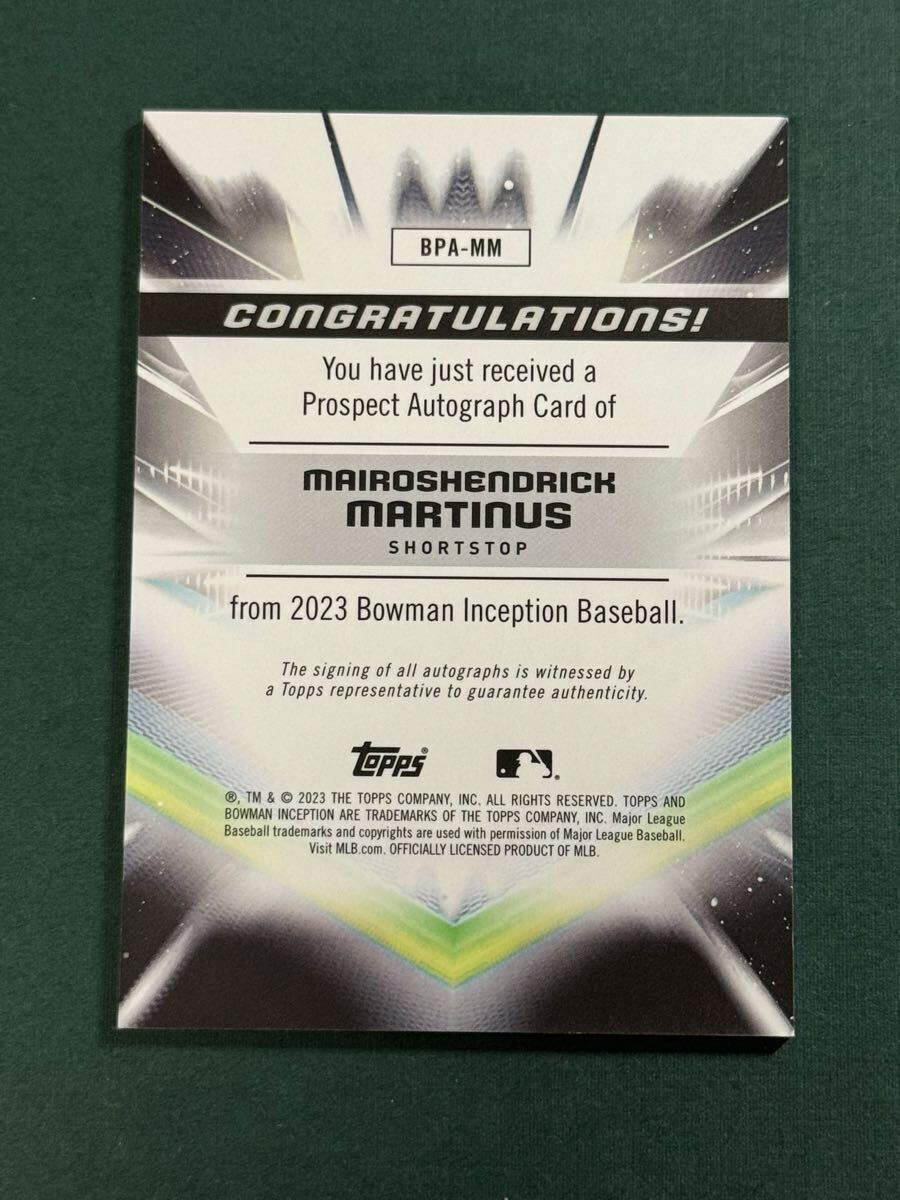 BPA-MM
CONGRATULATIONS!
You have just received a
Prospect Autograph Card of
MAIROSHENDRICK
MARTINUS
SHORTSTOP
from 2023 Bowman Inception Baseball.
The signing of all autographs is witnessed by
a Topps representative to guarantee authenticity.
topps®
®, TM & © 2023 THE TOPPS COMPANY, INC. ALL RIGHTS RESERVED. TOPPS AND
BOWMAN INCEPTION ARE TRADEMARKS OF THE TOPPS COMPANY, INC. Major League
Baseball trademarks and copyrights are used with permission of Major League Baseball.
Visit MLB.com. OFFICIALLY LICENSED PRODUCT OF MLB.